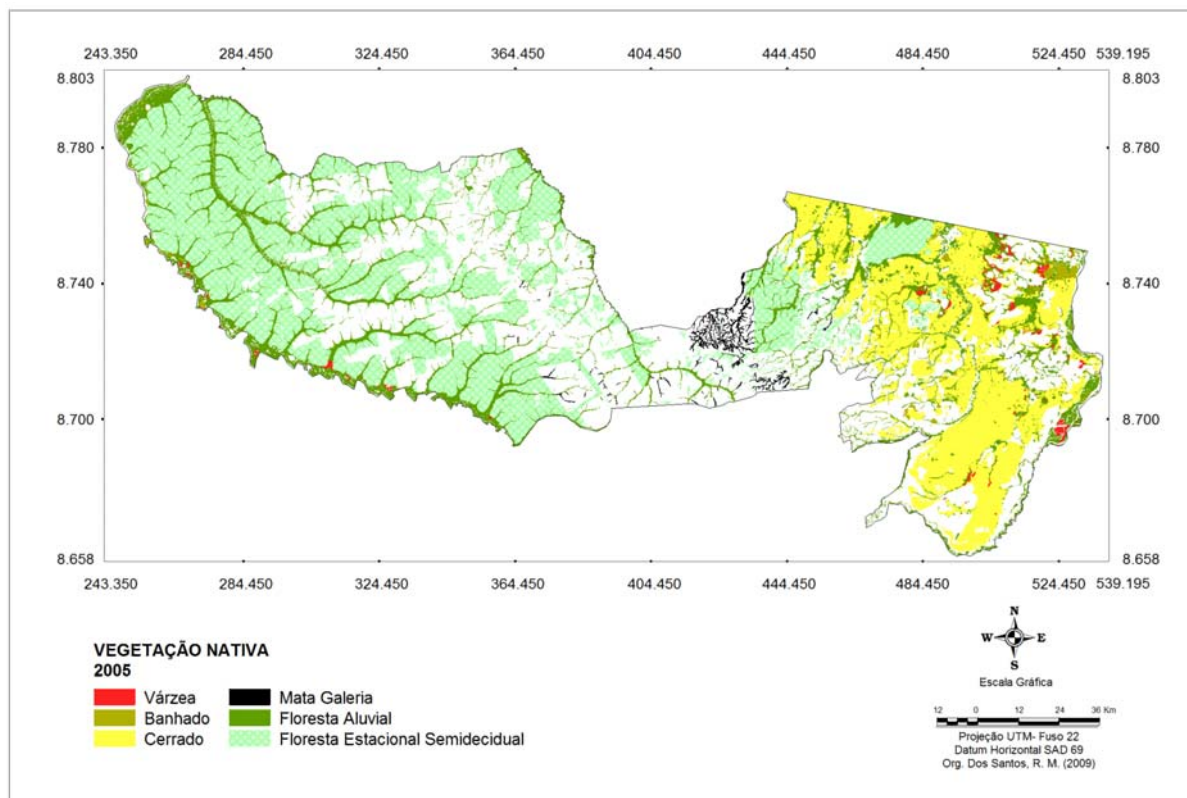 243.350 284.450 324.450 364.450 404.450 444.450 484.450 524.450 539.195
8.803 8.803
8.780 8.780
8.740 8.740
8.700 8.700
8.658 8.658
243.350 284.450 324.450 364.450 404.450 444.450 484.450 524.450 539.195
VEGETAÇÃO NATIVA
2005
Várzea
Banhado
Cerrado
Mata Galeria
Floresta Aluvial
Floresta Estacional Semidecidual
N
W E
S
Escala Gráfica
12 0 12 24 36 Km
Projeção UTM- Fuso 22
Datum Horizontal SAD 69
Org. Dos Santos, R. M. (2009)